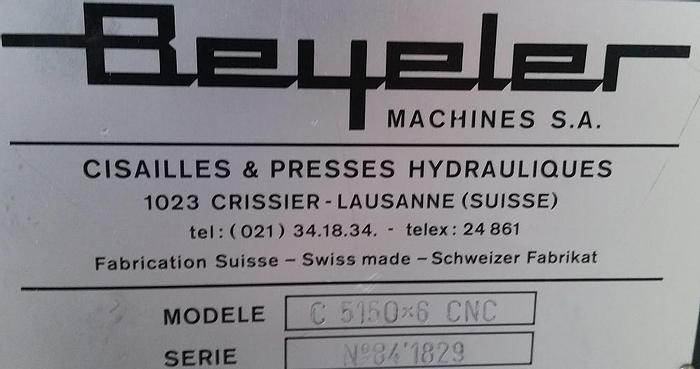 Beyeler
MACHINES S.A.
CISAILLES & PRESSES HYDRAULIQUES
1023 CRISSIER - LAUSANNE (SUISSE)
tel : (021) 34.18.34. - telex : 24 861
Fabrication Suisse – Swiss made – Schweizer Fabrikat
MODELE C 5150×6 CNC
SERIE Nº84'1829